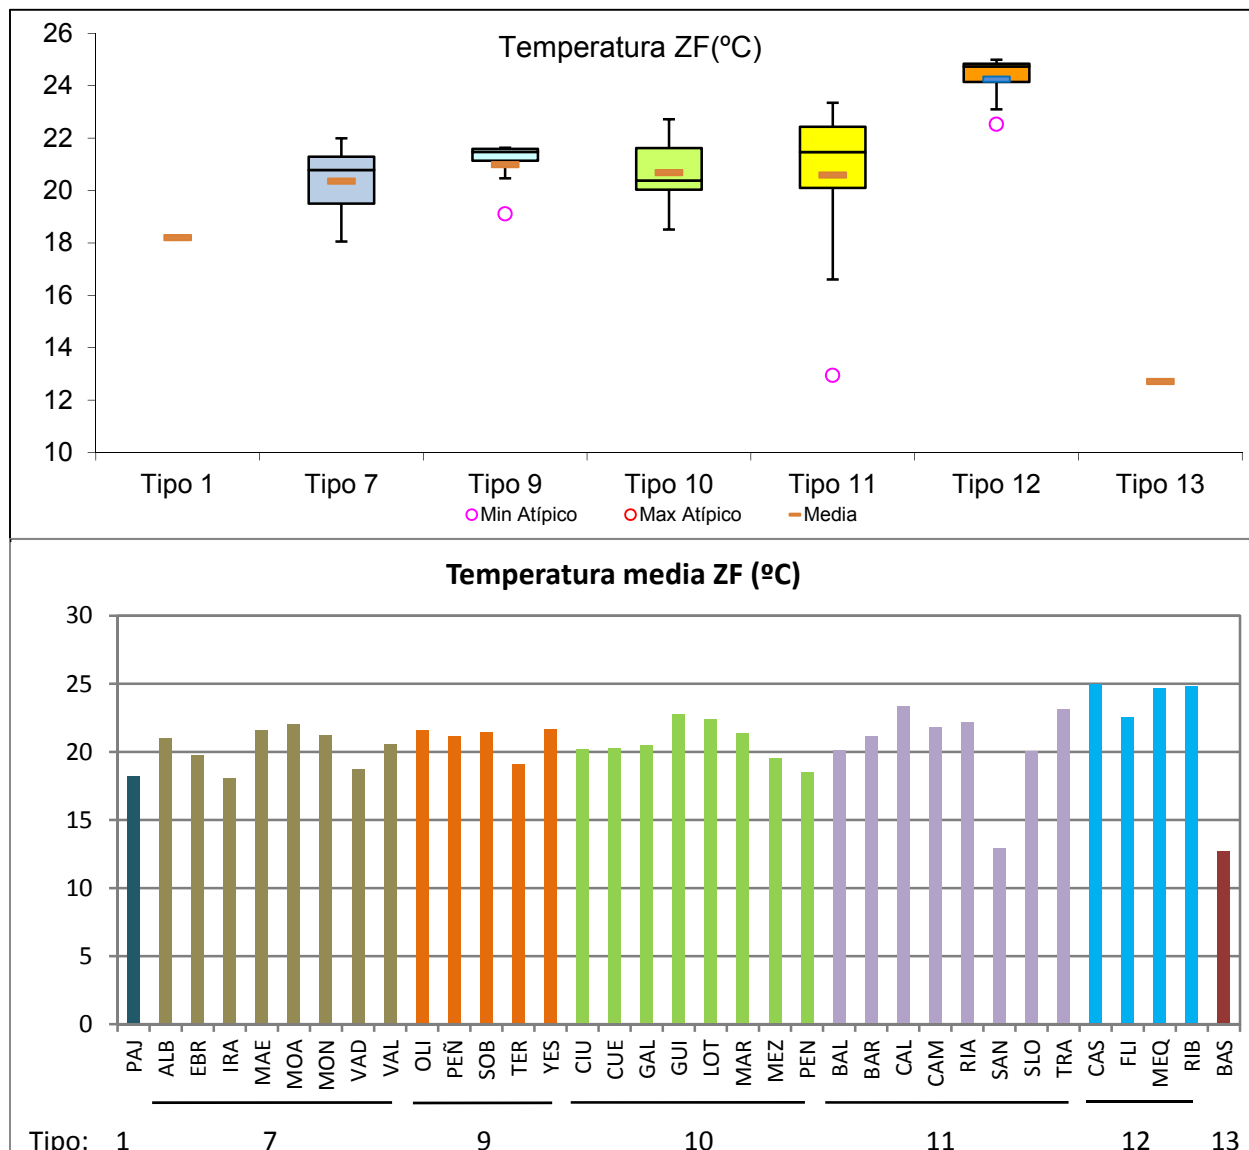 Temperatura ZF(ºC)
26
24
22
20
18
16
14
12
10
Tipo 1 Tipo 7 Tipo 9 Tipo 10 Tipo 11 Tipo 12 Tipo 13
Min Atípico Max Atípico Media
Temperatura media ZF (ºC)
30
25
20
15
10
5
0
PAJ ALB EBR IRA MAE MOA MON VAD VAL OLI PEÑ SOB TER YES CIU CUE GAL GUI LOT MAR MEZ PEN BAL BAR CAL CAM RIA SAN SLO TRA CAS FLI MEQ RIB BAS
Tipo: 1 7 9 10 11 12 13